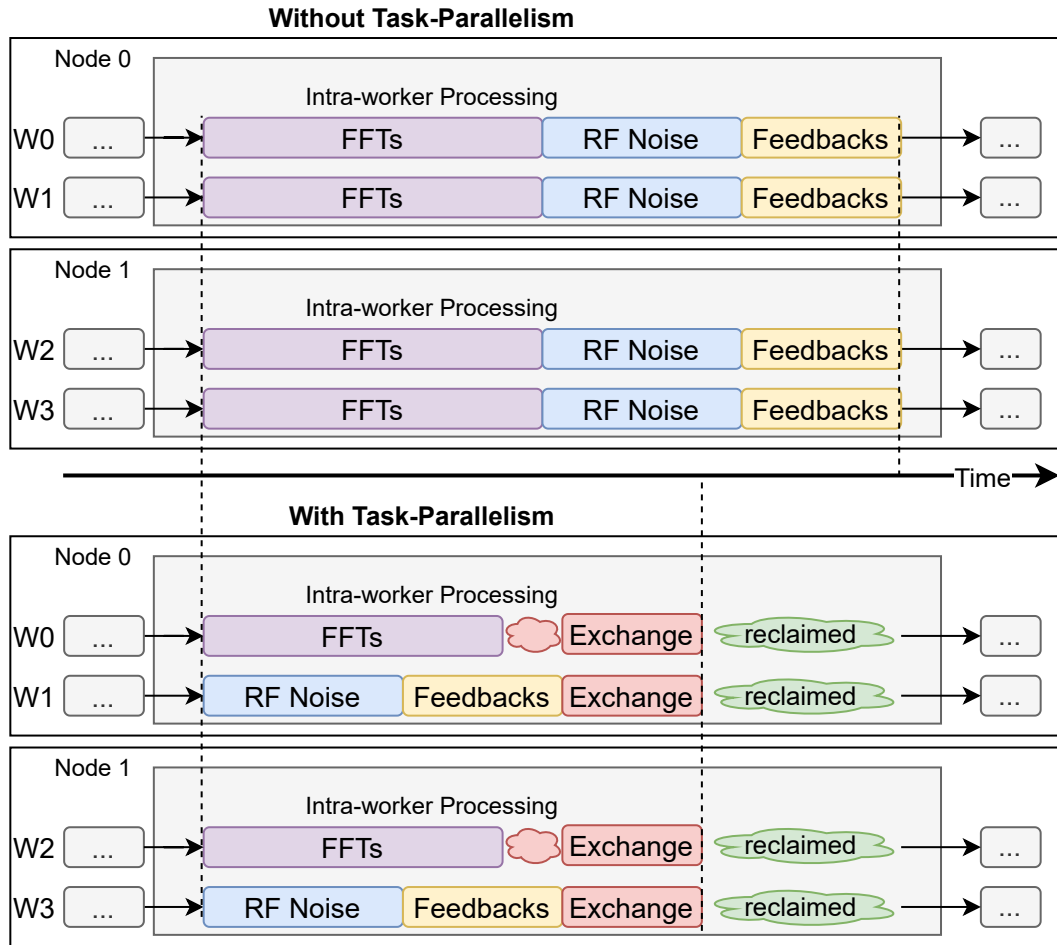 Without Task-Parallelism
Node 0
Intra-worker Processing
W0 ... FFTs RF Noise Feedbacks ...
W1 ... FFTs RF Noise Feedbacks ...
Node 1
Intra-worker Processing
W2 ... FFTs RF Noise Feedbacks ...
W3 ... FFTs RF Noise Feedbacks ...
Time
With Task-Parallelism
Node 0
Intra-worker Processing
W0 ... FFTs Exchange reclaimed ...
W1 ... RF Noise Feedbacks Exchange reclaimed ...
Node 1
Intra-worker Processing
W2 ... FFTs Exchange reclaimed ...
W3 ... RF Noise Feedbacks Exchange reclaimed ...